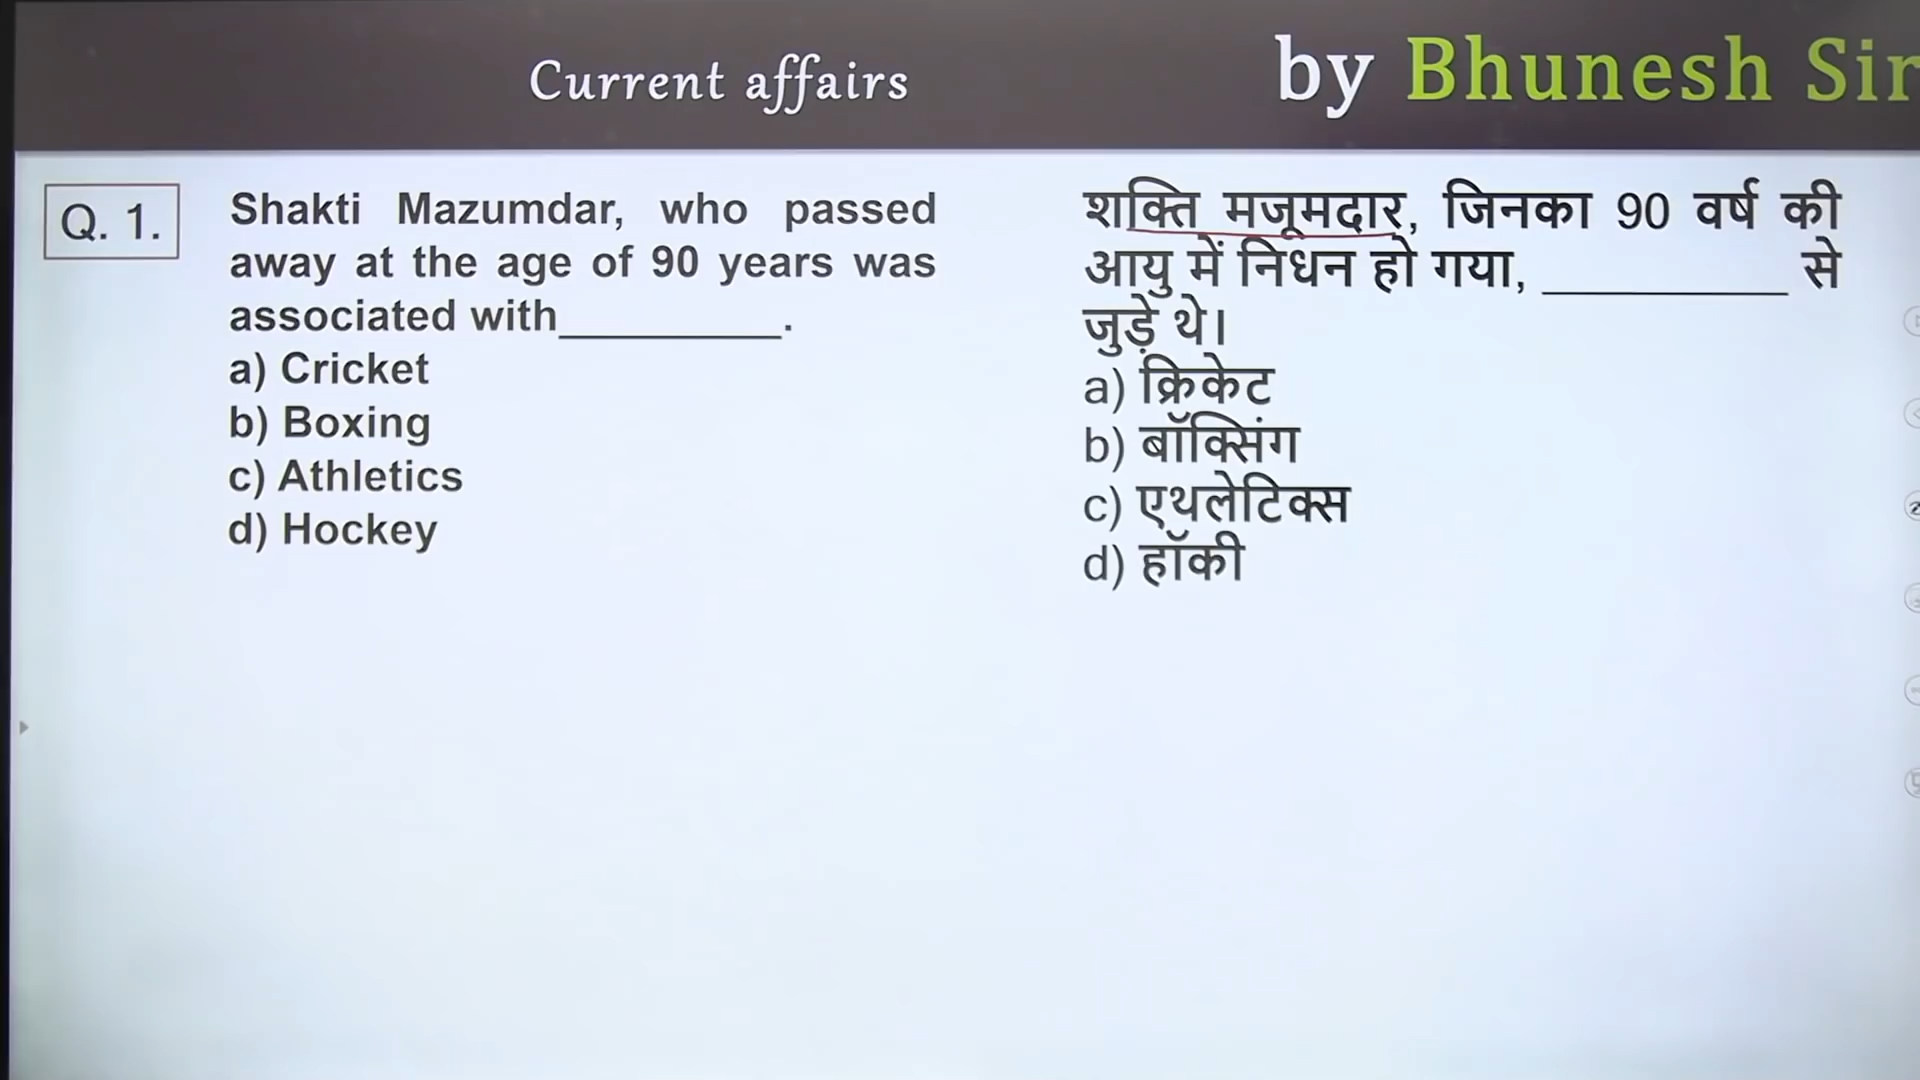 Current affairs
by Bhunesh Sir
Q. 1.
Shakti Mazumdar, who passed
away at the age of 90 years was
associated with__________.
a) Cricket
b) Boxing
c) Athletics
d) Hockey
शक्ति मजूमदार, जिनका 90 वर्ष की
आयु में निधन हो गया, __________ से
जुड़े थे।
a) क्रिकेट
b) बॉक्सिंग
c) एथलेटिक्स
d) हॉकी